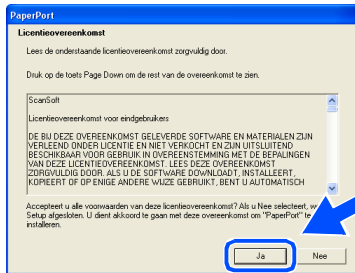 PaperPort
Licentieovereenkomst
Lees de onderstaande licentieovereenkomst zorgvuldig door.
Druk op de toets Page Down om de rest van de overeenkomst te zien.
ScanSoft
Licentieovereenkomst voor eindgebruikers
DE BIJ DEZE OVEREENKOMST GELEVERDE SOFTWARE EN MATERIALEN ZIJN
VERLEEND ONDER LICENTIE EN NIET VERKOCHT EN ZIJN UITSLUITEND
BESCHIKBAAR VOOR GEBRUIK IN OVEREENSTEMMING MET DE BEPALINGEN
VAN DEZE LICENTIEOVEREENKOMST. LEES DEZE OVEREENKOMST
ZORGVULDIG DOOR. ALS U DE SOFTWARE DOWNLOADT, INSTALLEERT,
KOPIEERT OF OP ENIGE ANDERE WIJZE GEBRUIKT, BENT U AUTOMATISCH
Accepteert u alle voorwaarden van deze licentieovereenkomst? Als u Nee selecteert,
Setup afgesloten. U dient akkoord te gaan met deze overeenkomst om "PaperPort" te
installeren.
Ja
Nee